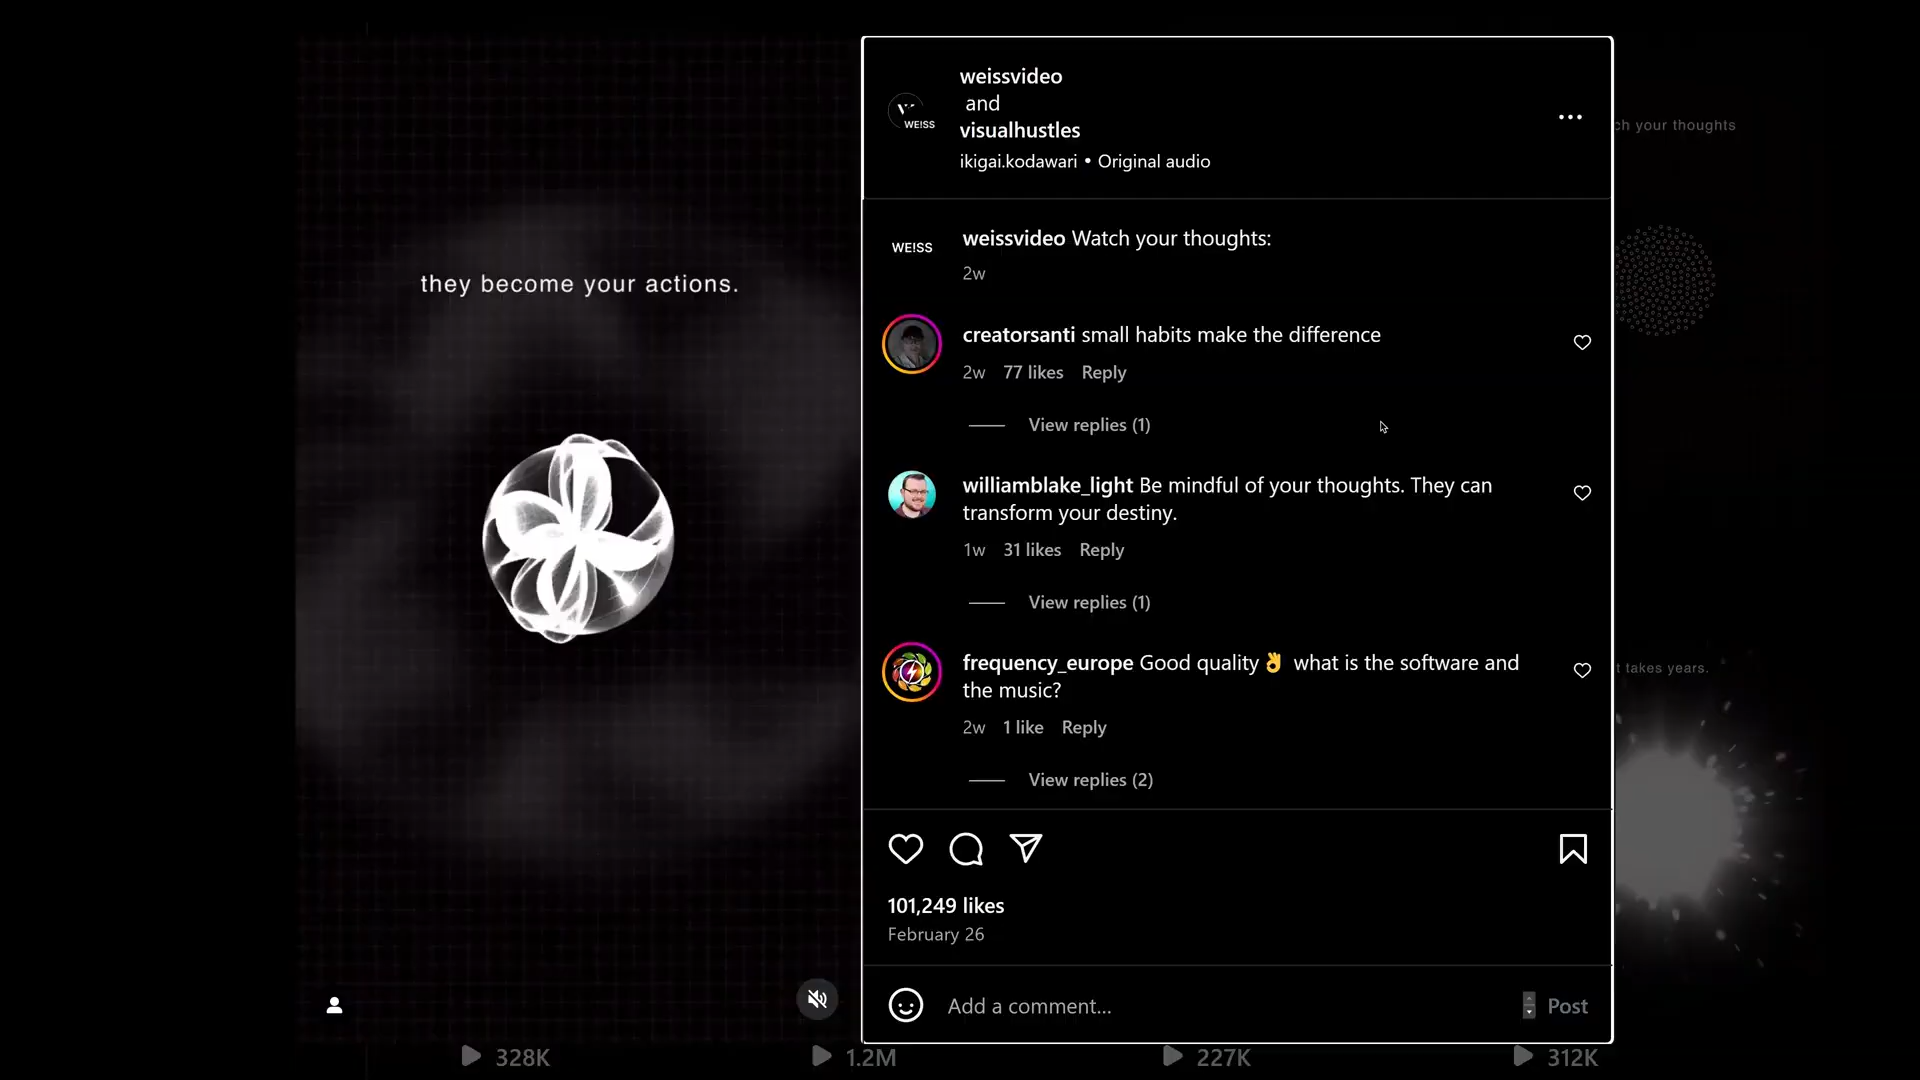 they become your actions.
WEISS
weissvideo
and
visualhustles
ikigai.kodawari • Original audio
WEISS
weissvideo Watch your thoughts:
2w
creatorsanti small habits make the difference
2w 77 likes Reply
View replies (1)
williamblake_light Be mindful of your thoughts. They can
transform your destiny.
1w 31 likes Reply
View replies (1)
frequency_europe Good quality👌 what is the software and
the music?
2w 1 like Reply
View replies (2)
101,249 likes
February 26
Add a comment...
Post
your thoughts
takes years.
328K
1.2M
227K
312K